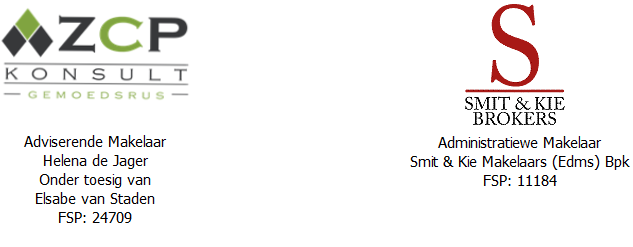 ZCP
KONSULT
GEMOEDSRUS
Adviserende Makelaar
Helena de Jager
Onder toesig van
Elsabe van Staden
FSP: 24709
S
SMIT & KIE
BROKERS
Administratiewe Makelaar
Smit & Kie Makelaars (Edms) Bpk
FSP: 11184